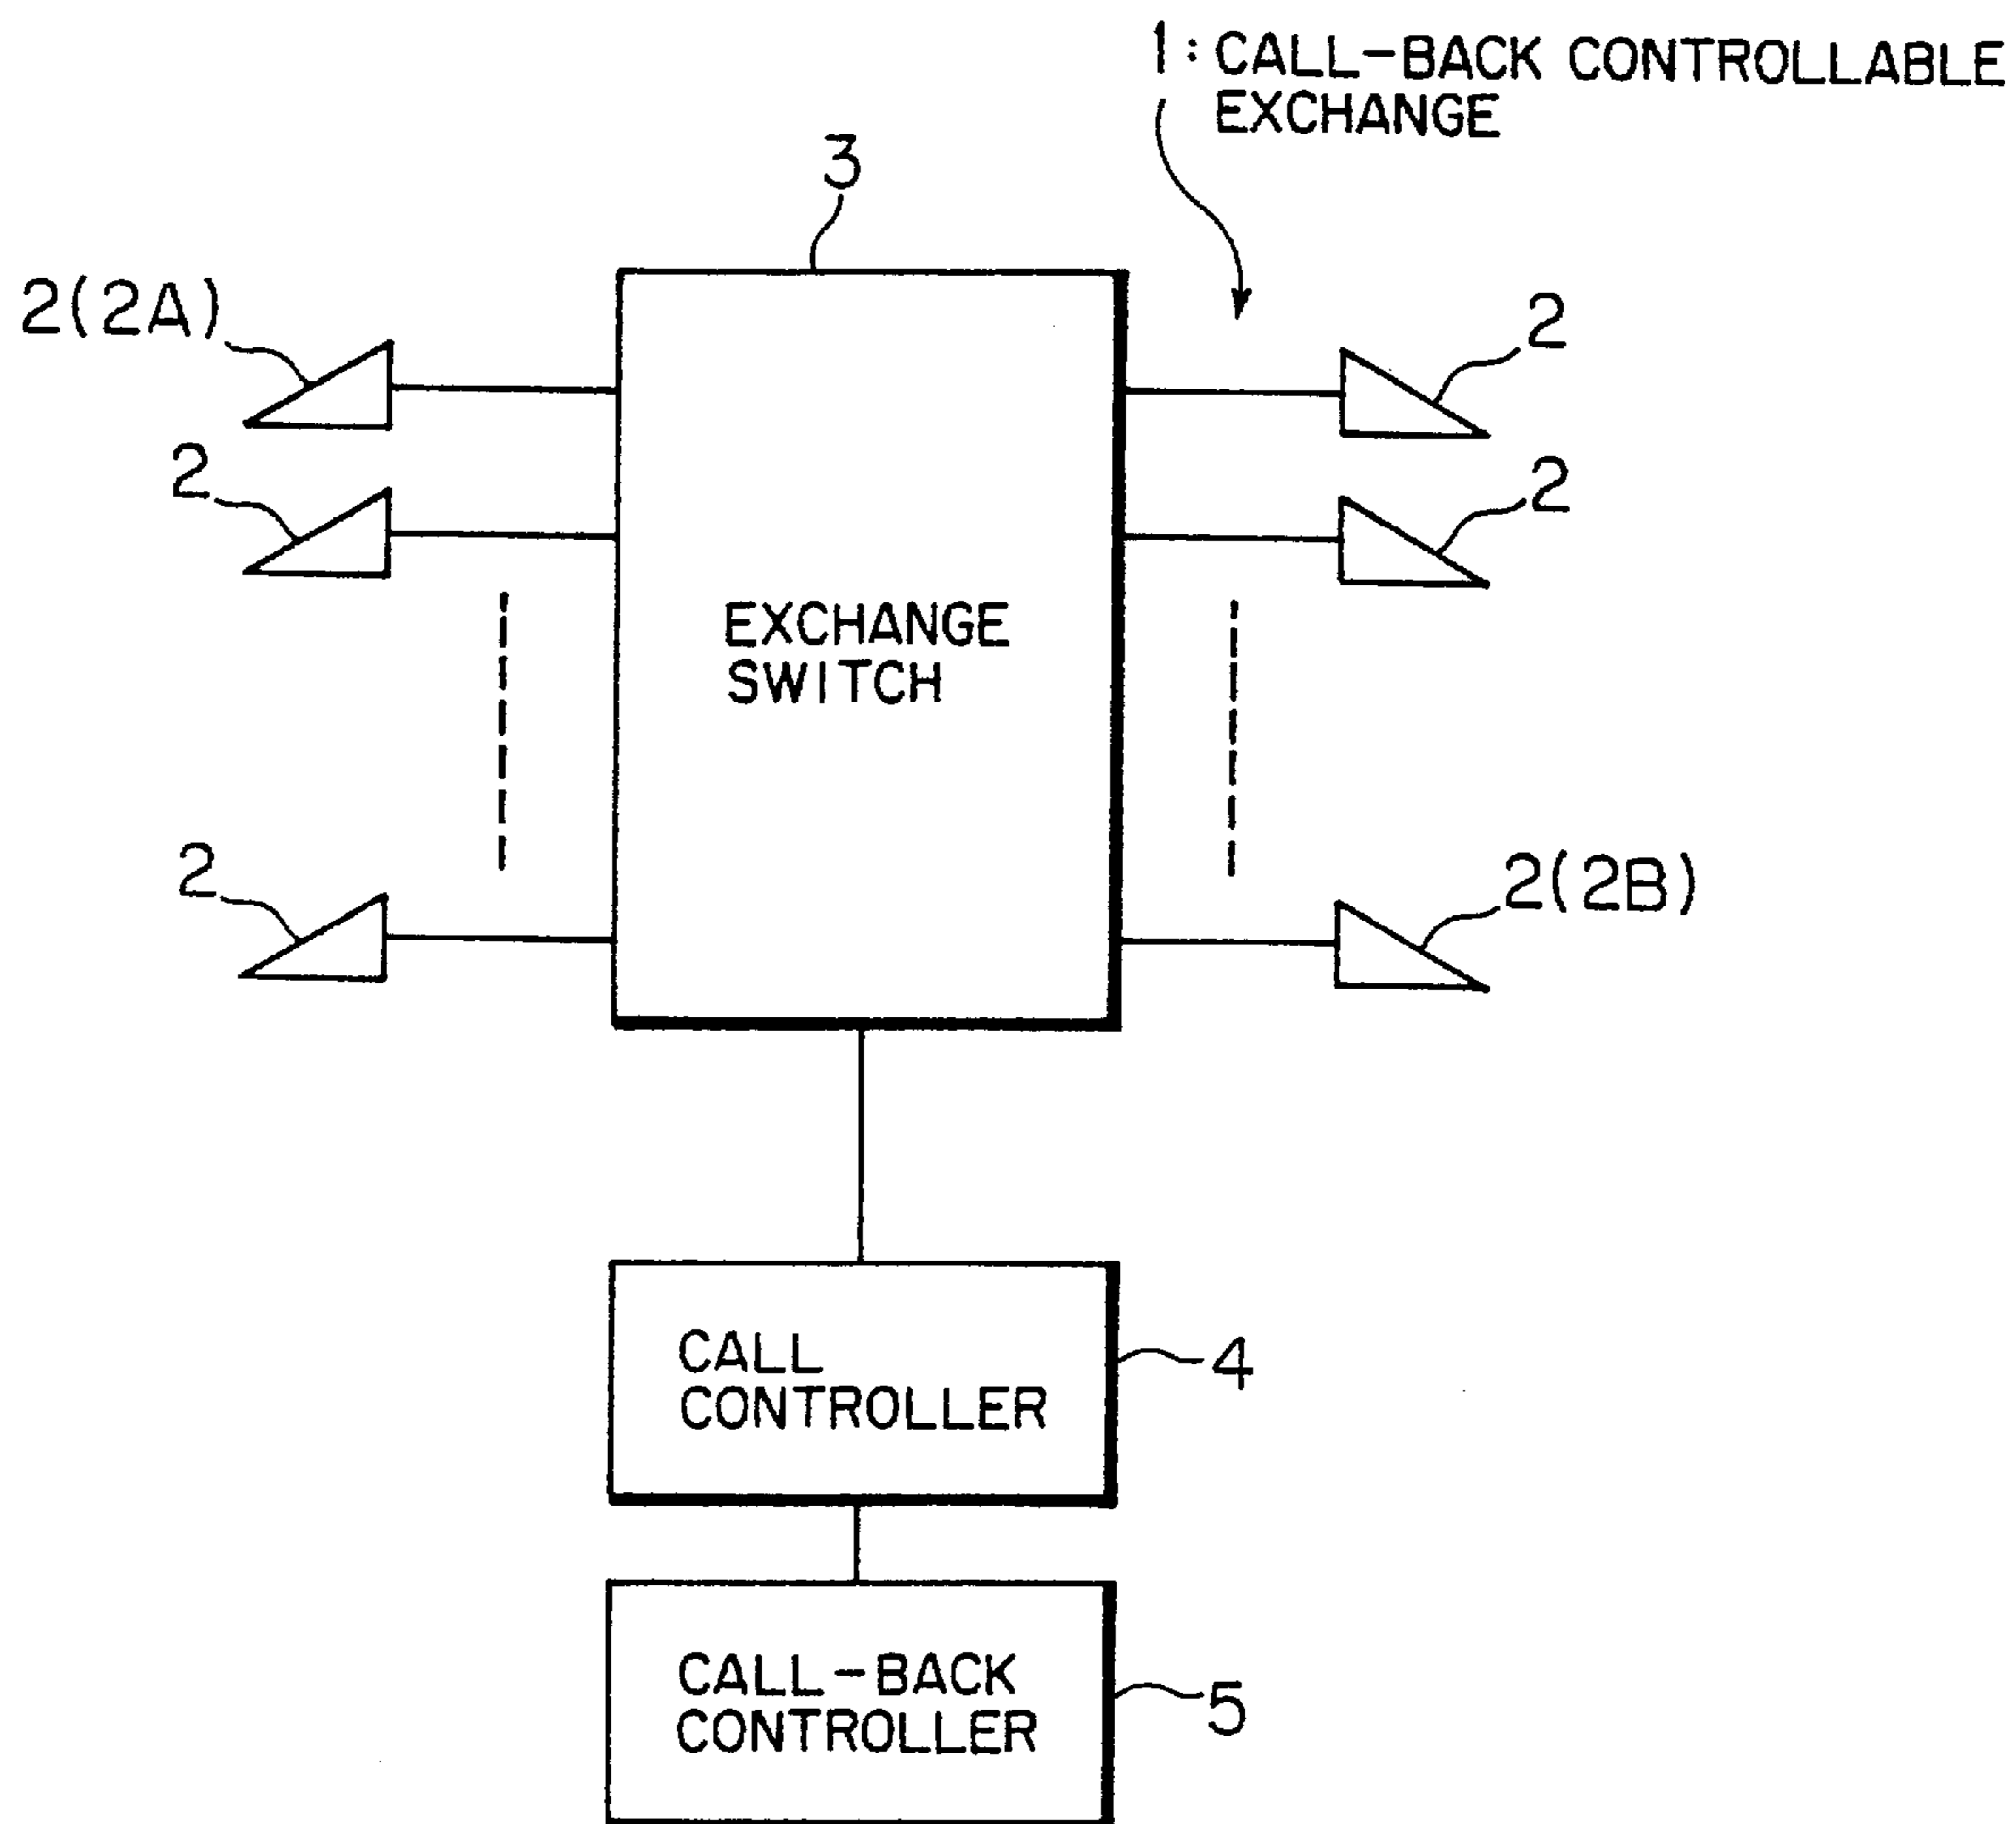 1: CALL-BACK CONTROLLABLE
EXCHANGE
3
2(2A)
2
2
2
EXCHANGE
SWITCH
2
2
2(2B)
CALL
CONTROLLER
4
CALL-BACK
CONTROLLER
5